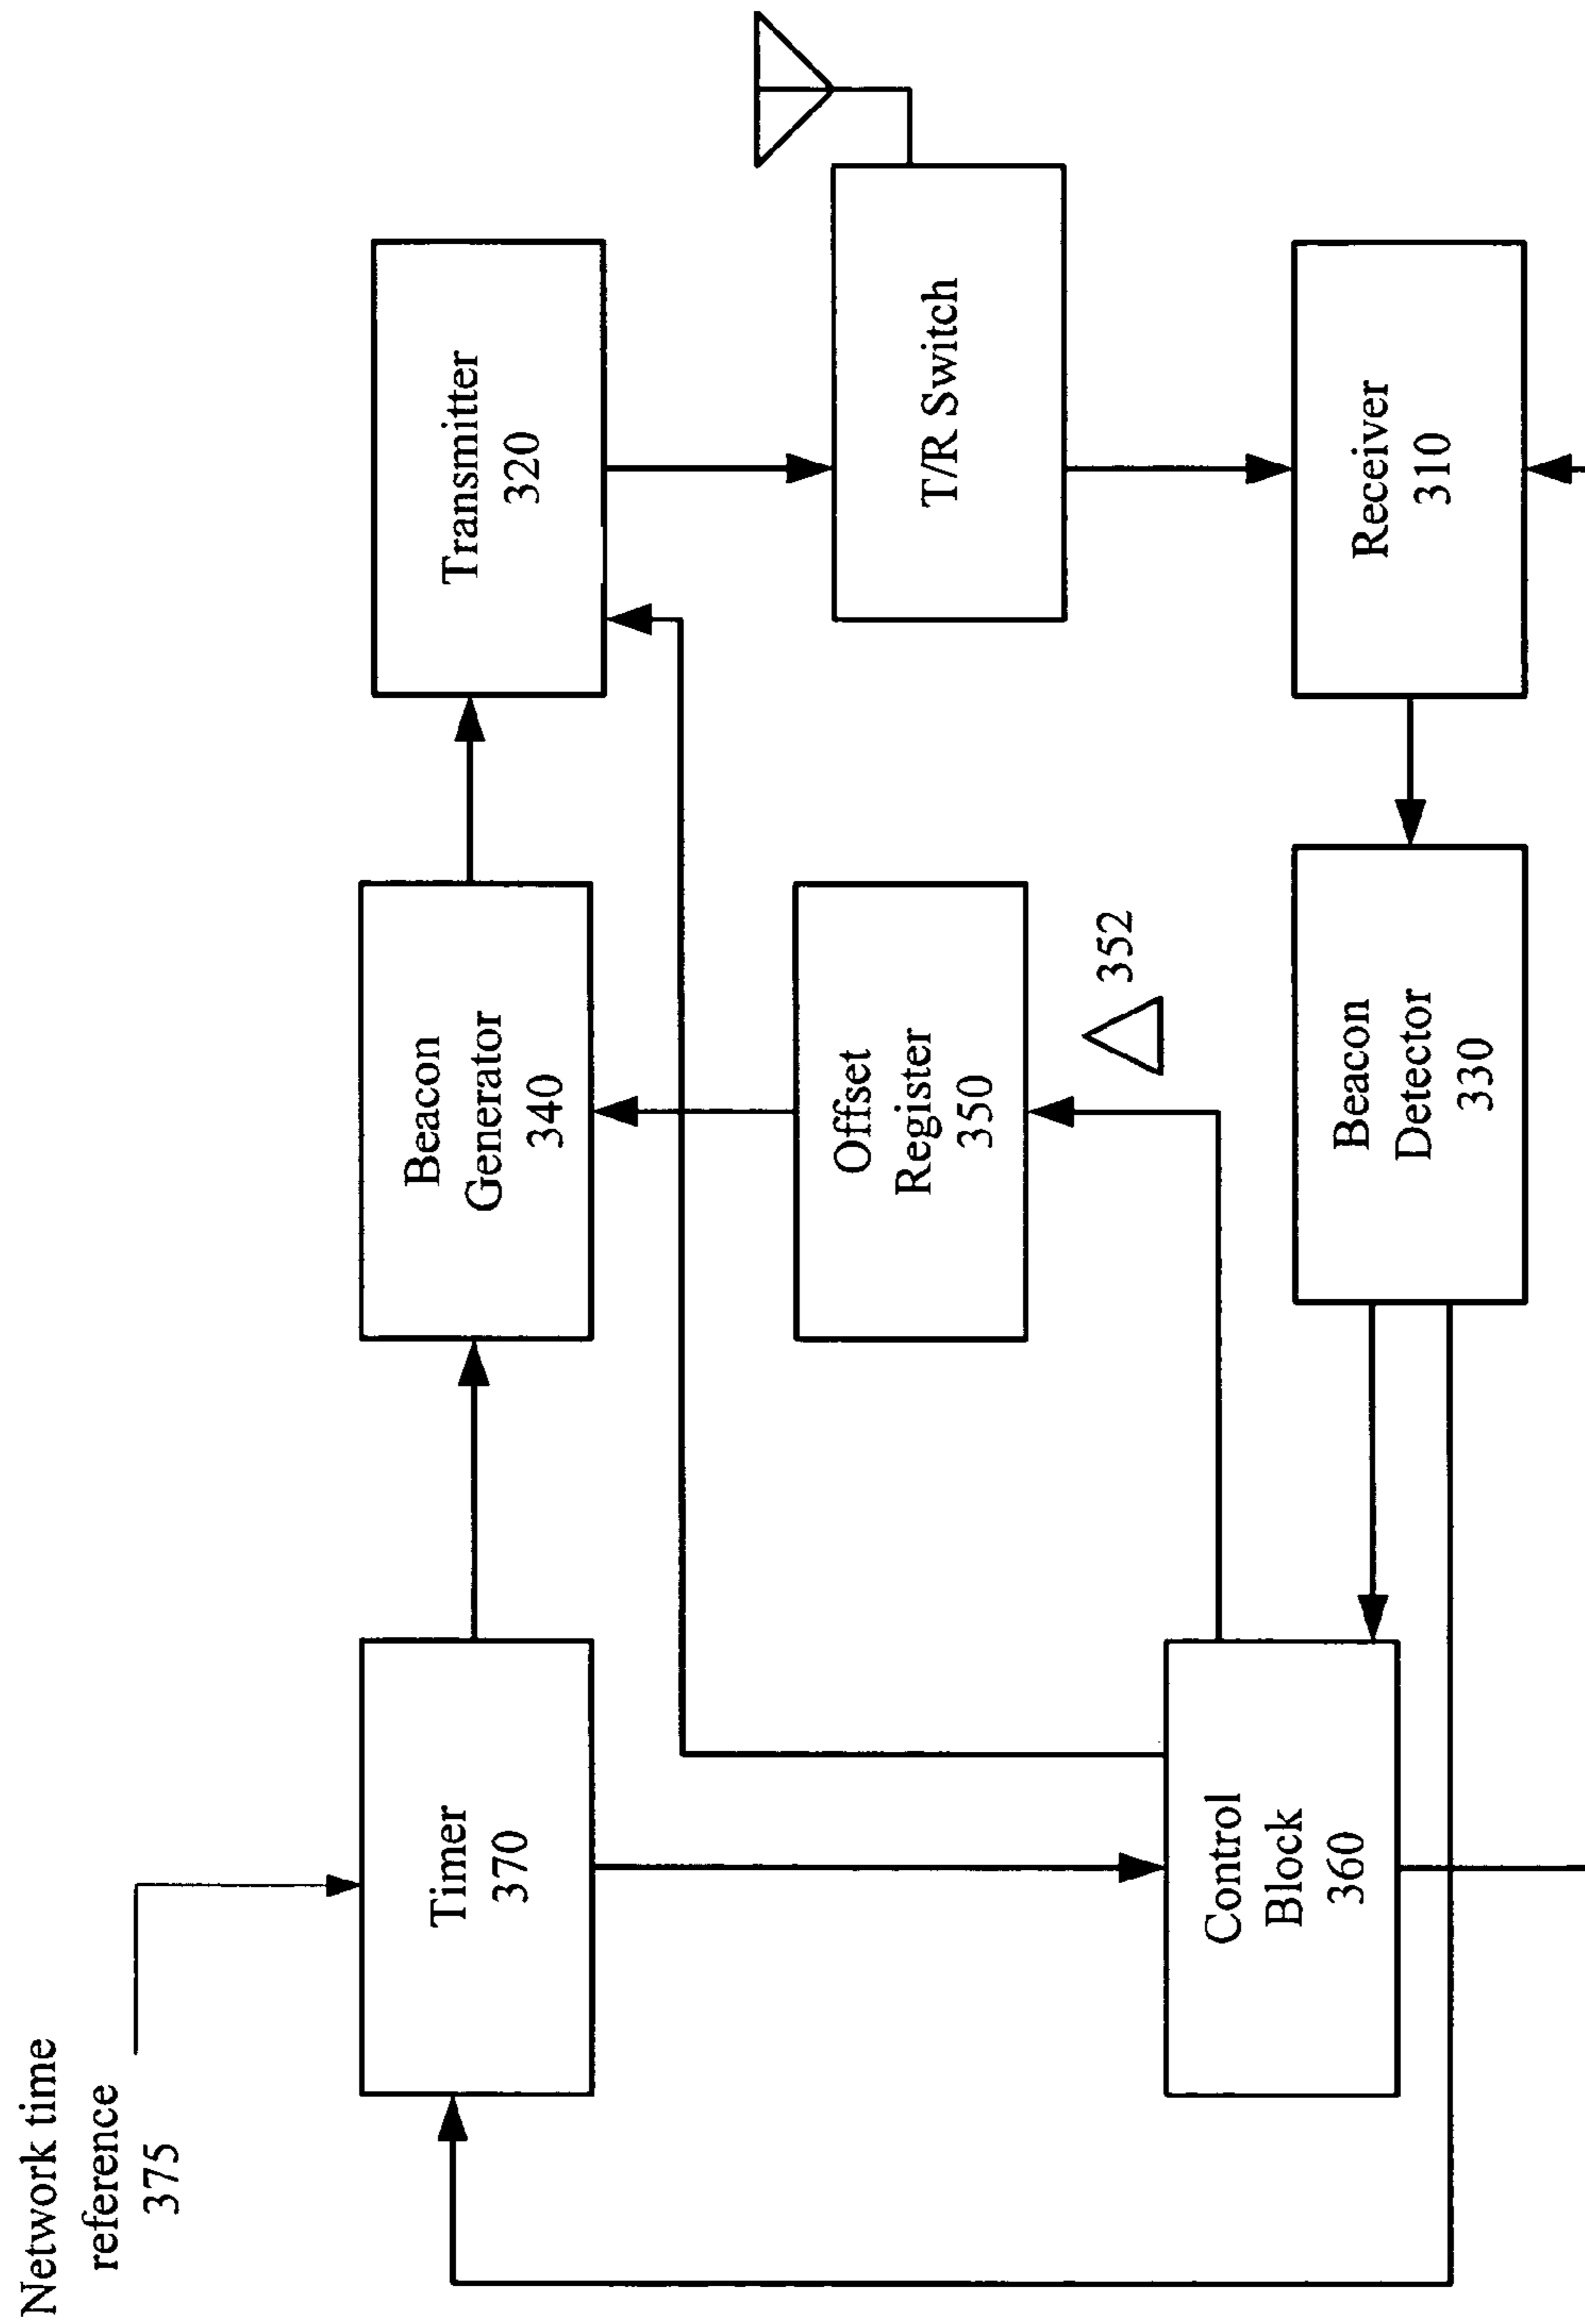 Network time
reference
375
Timer
370
Beacon
Generator
340
Transmitter
320
Offset
Register
350
352
T/R Switch
Control
Block
360
Beacon
Detector
330
Receiver
310